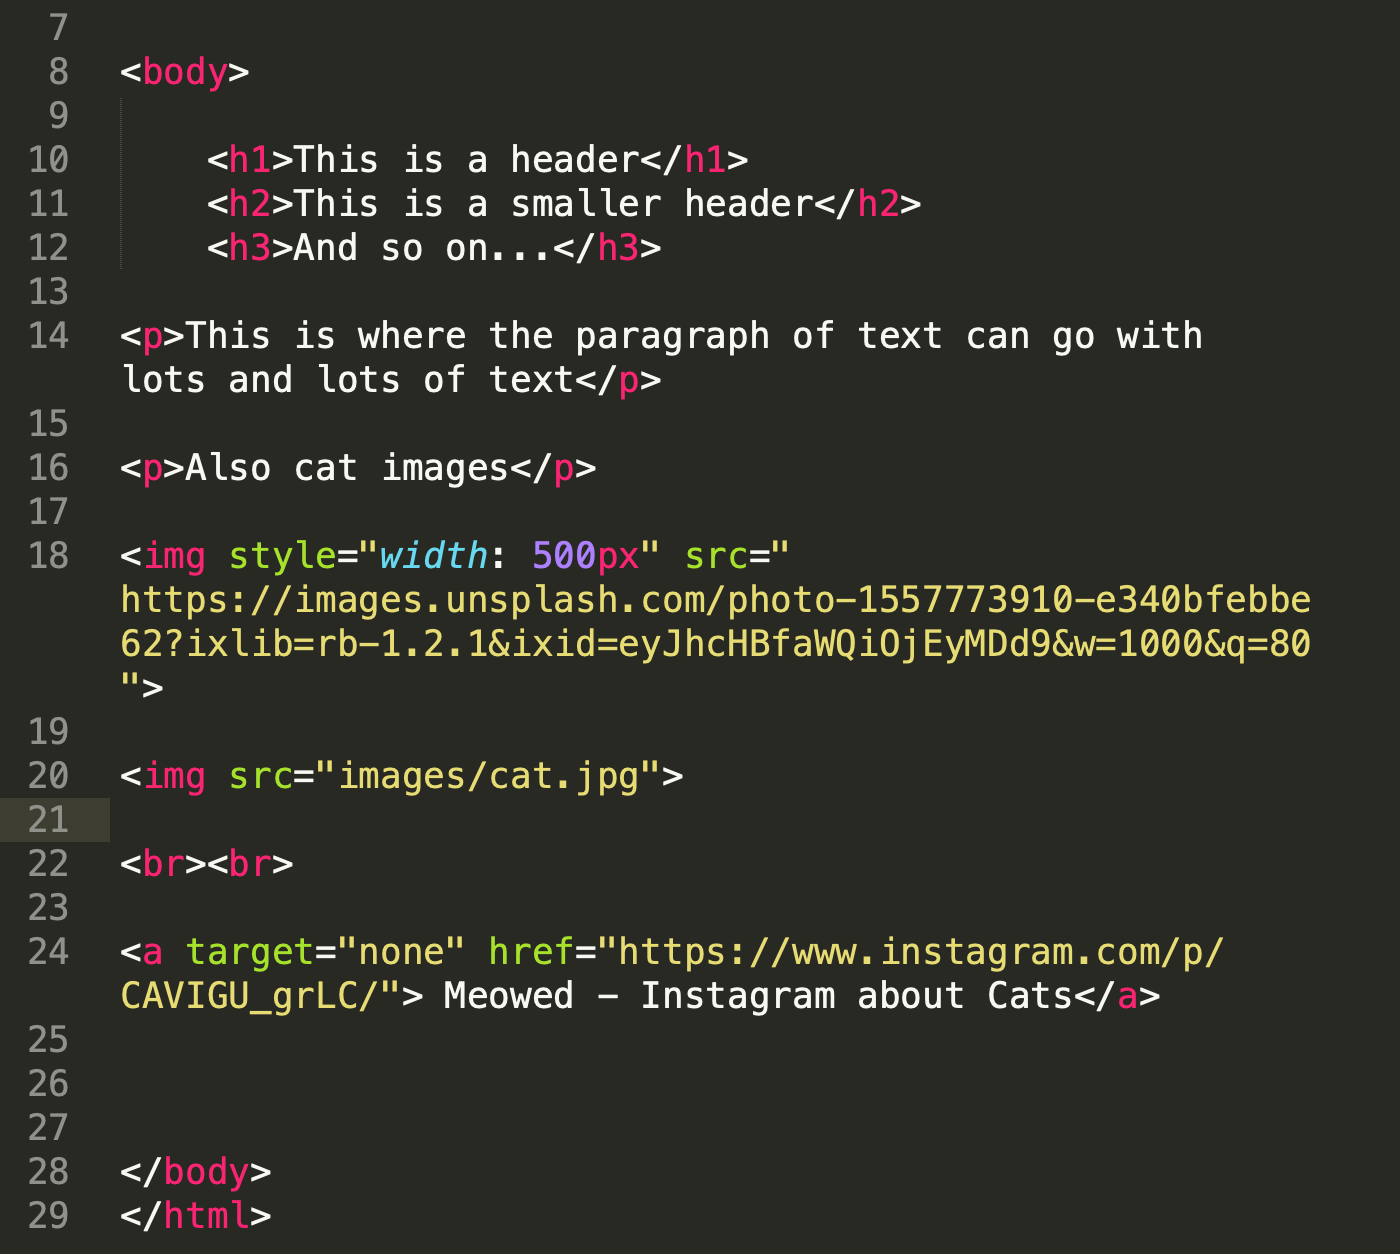 7
8 <body>
9
10     <h1>This is a header</h1>
11     <h2>This is a smaller header</h2>
12     <h3>And so on...</h3>
13
14 <p>This is where the paragraph of text can go with
lots and lots of text</p>
15
16 <p>Also cat images</p>
17
18 <img style="width: 500px" src="
https://images.unsplash.com/photo-1557773910-e340bfebbe
62?ixlib=rb-1.2.1&ixid=eyJhcHBfaWQiOjEyMDd9&w=1000&q=80
">
19
20 <img src="images/cat.jpg">
21
22 <br><br>
23
24 <a target="none" href="https://www.instagram.com/p/
CAVIGU_grLC/"> Meowed – Instagram about Cats</a>
25
26
27
28 </body>
29 </html>